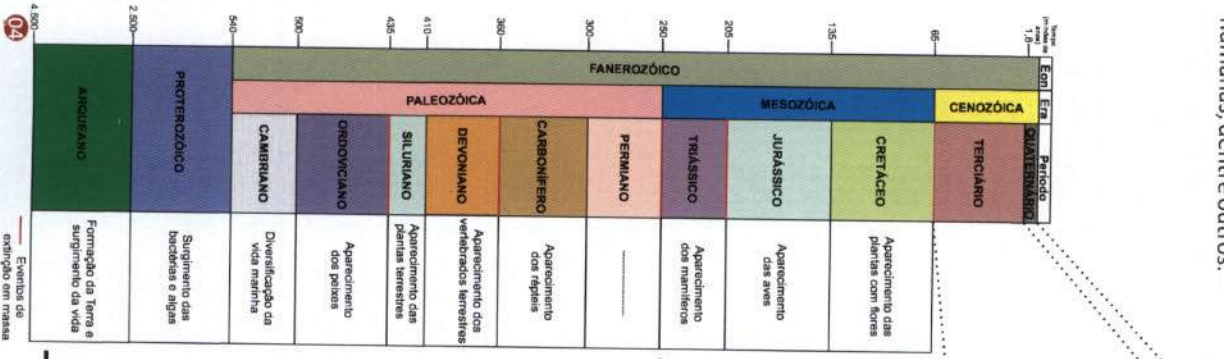 humanas, dentre outros.
Tempo
(milhões de
anos)
Eon
Era
Período
1,8
65
135
205
250
300
360
410
435
500
540
2.500
4.500
FANEROZÓICO
CENOZÓICA
MESOZÓICA
PALEOZÓICA
QUATERNÁRIO
TERCIÁRIO
CRETÁCEO
Aparecimento das
plantas com flores
JURÁSSICO
Aparecimento
das aves
TRIÁSSICO
Aparecimento
dos mamíferos
PERMIANO
--------------
CARBONÍFERO
Aparecimento
dos répteis
DEVONIANO
Aparecimento dos
vertebrados terrestres
SILURIANO
Aparecimento das
plantas terrestres
ORDOVICIANO
Aparecimento
dos peixes
CAMBRIANO
Diversificação da
vida marinha
PROTEROZÓICO
Surgimento das
bactérias e algas
ARQUEANO
Formação da Terra e
surgimento da vida
Eventos de
extinção em massa
04